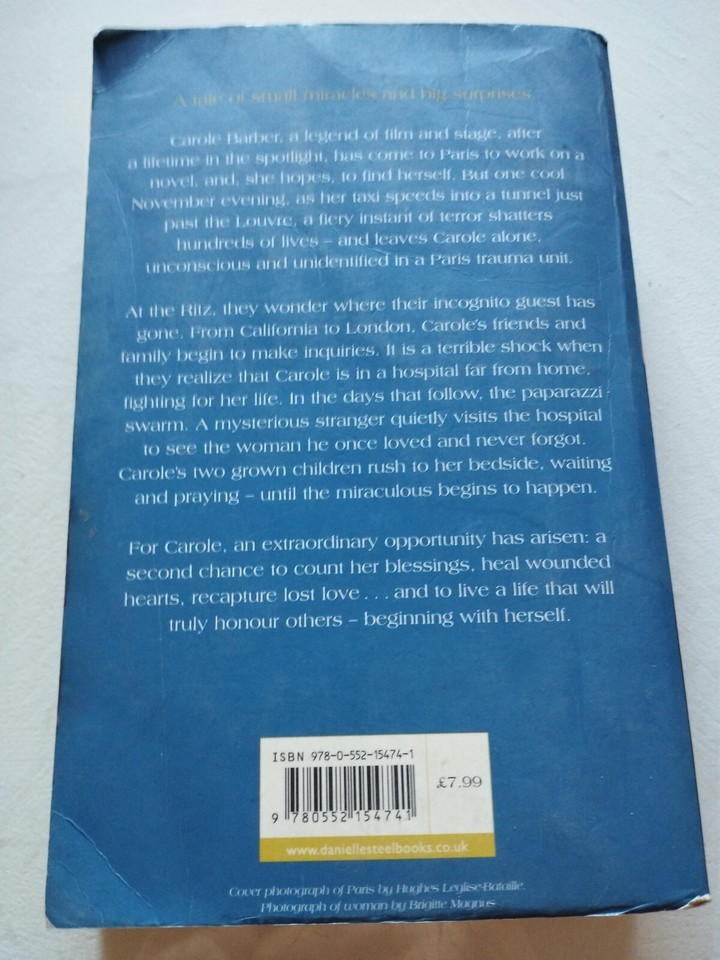 A tale of small miracles and big surprises.
Carole Barber, a legend of film and stage, after
a lifetime in the spotlight, has come to Paris to work on a
novel, and, she hopes, to find herself. But one cool
November evening, as her taxi speeds into a tunnel just
past the Louvre, a fiery instant of terror shatters
hundreds of lives – and leaves Carole alone,
unconscious and unidentified in a Paris trauma unit.
At the Ritz, they wonder where their incognito guest has
gone. From California to London, Carole's friends and
family begin to make inquiries. It is a terrible shock when
they realize that Carole is in a hospital far from home,
fighting for her life. In the days that follow, the paparazzi
swarm. A mysterious stranger quietly visits the hospital
to see the woman he once loved and never forgot.
Carole's two grown children rush to her bedside, waiting
and praying – until the miraculous begins to happen.
For Carole, an extraordinary opportunity has arisen: a
second chance to count her blessings, heal wounded
hearts, recapture lost love . . . and to live a life that will
truly honour others – beginning with herself.
ISBN 978-0-552-15474-1
£7.99
9 780552 154741
www.daniellesteelbooks.co.uk
Cover photograph of Paris by Hughes Leglise-Bataille.
Photograph of woman by Brigitte Magnus